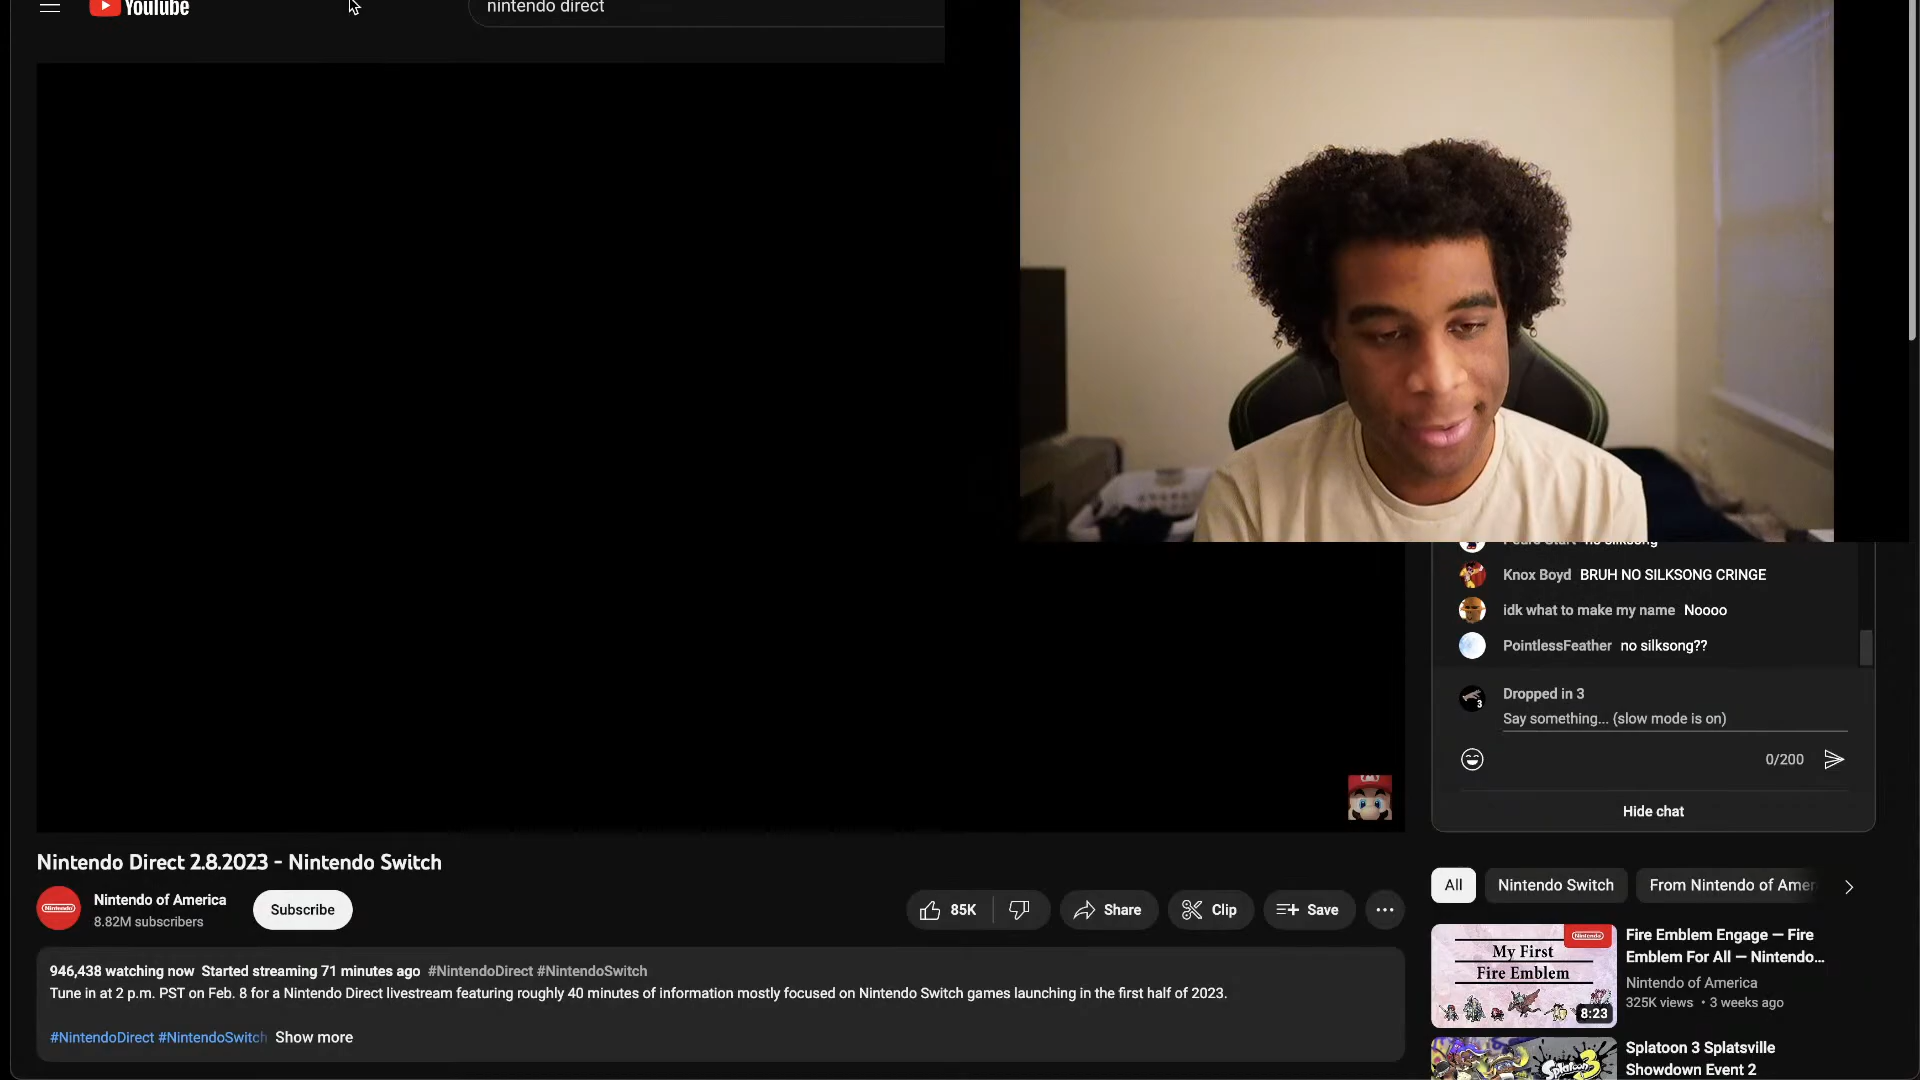 YouTube
nintendo direct
Knox Boyd BRUH NO SILKSONG CRINGE
idk what to make my name Noooo
PointlessFeather no silksong??
3
Dropped in 3
Say something... (slow mode is on)
0/200
Hide chat
Nintendo Direct 2.8.2023 - Nintendo Switch
Nintendo
Nintendo of America
8.82M subscribers
Subscribe
85K
Share
Clip
Save
946,438 watching now Started streaming 71 minutes ago #NintendoDirect #NintendoSwitch
Tune in at 2 p.m. PST on Feb. 8 for a Nintendo Direct livestream featuring roughly 40 minutes of information mostly focused on Nintendo Switch games launching in the first half of 2023.
#NintendoDirect #NintendoSwitch Show more
All
Nintendo Switch
From Nintendo of Amer
Nintendo
My First
Fire Emblem
8:23
Fire Emblem Engage — Fire
Emblem For All — Nintendo...
Nintendo of America
325K views • 3 weeks ago
Splatoon 3
Splatoon 3 Splatsville
Showdown Event 2